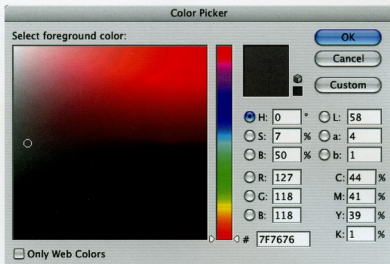 Color Picker
Select foreground color:
OK
Cancel
Custom
H: 0 ° L: 58
S: 7 % a: 4
B: 50 % b: 1
R: 127 C: 44 %
G: 118 M: 41 %
B: 118 Y: 39 %
# 7F7676 K: 1 %
Only Web Colors